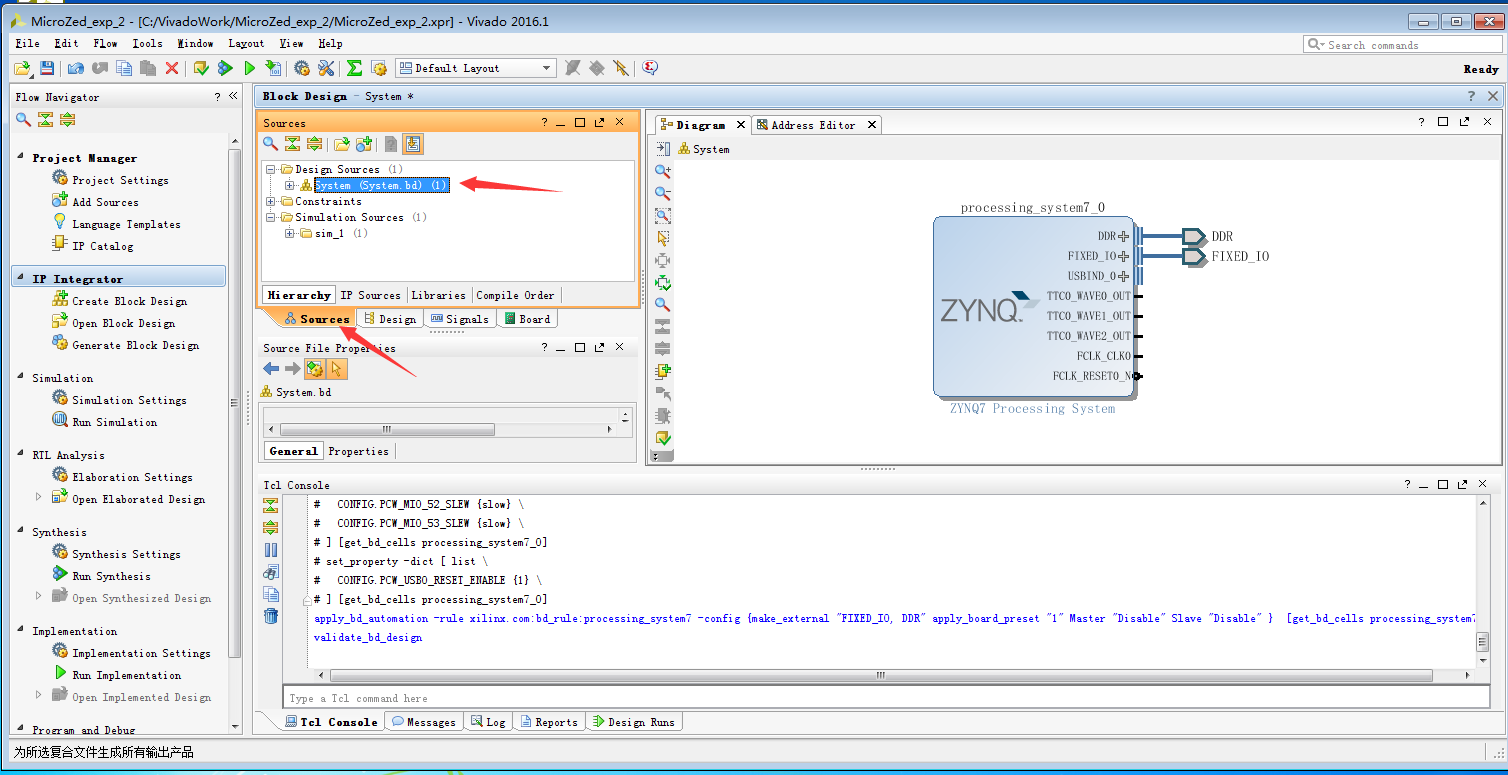 MicroZed_exp_2 - [C:/VivadoWork/MicroZed_exp_2/MicroZed_exp_2.xpr] - Vivado 2016.1
File Edit Flow Tools Window Layout View Help
Search commands
Default Layout
Ready
Flow Navigator
Project Manager
Project Settings
Add Sources
Language Templates
IP Catalog
IP Integrator
Create Block Design
Open Block Design
Generate Block Design
Simulation
Simulation Settings
Run Simulation
RTL Analysis
Elaboration Settings
Open Elaborated Design
Synthesis
Synthesis Settings
Run Synthesis
Open Synthesized Design
Implementation
Implementation Settings
Run Implementation
Open Implemented Design
Program and Debug
Block Design - System *
Sources
Design Sources (1)
System (System.bd) (1)
Constraints
Simulation Sources (1)
sim_1 (1)
Hierarchy IP Sources Libraries Compile Order
Sources Design Signals Board
Source File Properties
System.bd
General Properties
Diagram Address Editor
System
processing_system7_0
DDR
FIXED_IO
USBIND_0
TTC0_WAVE0_OUT
TTC0_WAVE1_OUT
TTC0_WAVE2_OUT
FCLK_CLK0
FCLK_RESET0_N
ZYNQ
DDR
FIXED_IO
ZYNQ7 Processing System
Tcl Console
# CONFIG.PCW_MIO_52_SLEW {slow} \
# CONFIG.PCW_MIO_53_SLEW {slow} \
# ] [get_bd_cells processing_system7_0]
# set_property -dict [ list \
# CONFIG.PCW_USB0_RESET_ENABLE {1} \
# ] [get_bd_cells processing_system7_0]
apply_bd_automation -rule xilinx.com:bd_rule:processing_system7 -config {make_external "FIXED_IO, DDR" apply_board_preset "1" Master "Disable" Slave "Disable" } [get_bd_cells processing_system7
validate_bd_design
Type a Tcl command here
Tcl Console Messages Log Reports Design Runs
为所选复合文件生成所有输出产品